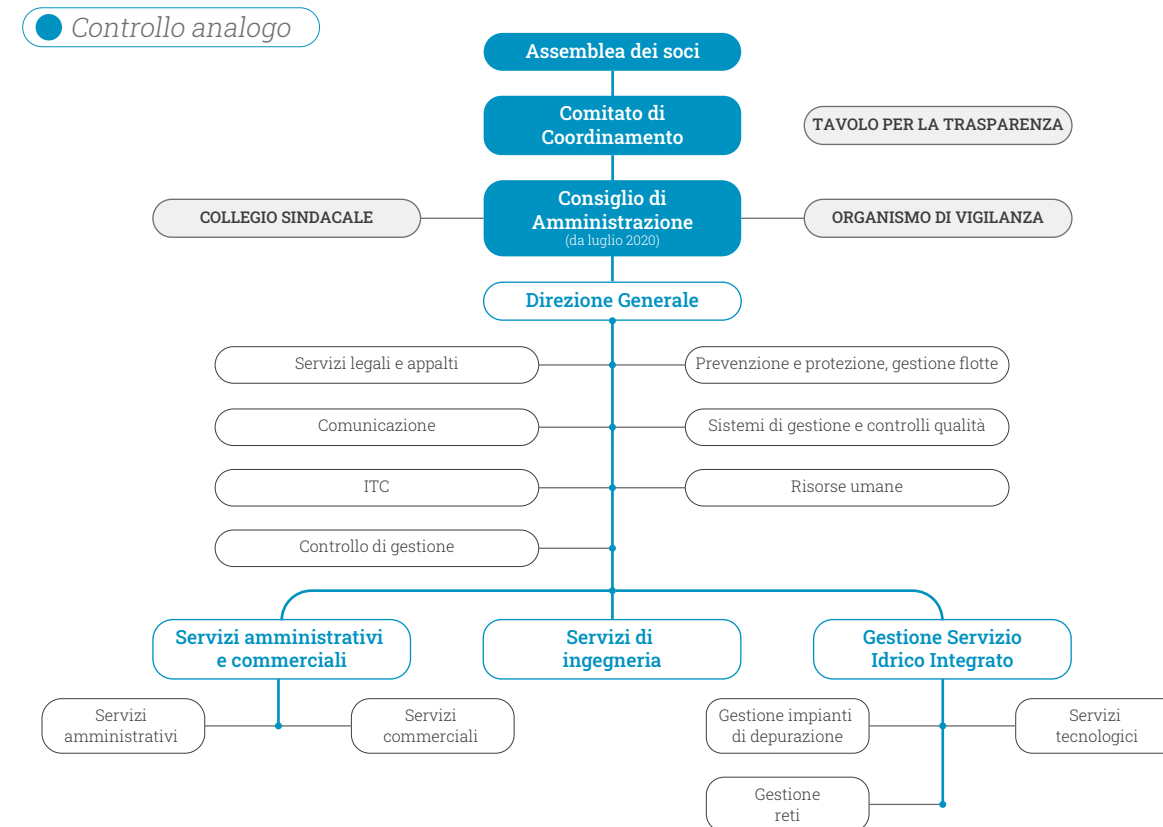 Controllo analogo
Assemblea dei soci
Comitato di
Coordinamento
TAVOLO PER LA TRASPARENZA
COLLEGIO SINDACALE
Consiglio di
Amministrazione
(da luglio 2020)
ORGANISMO DI VIGILANZA
Direzione Generale
Servizi legali e appalti
Prevenzione e protezione, gestione flotte
Comunicazione
Sistemi di gestione e controlli qualità
ITC
Risorse umane
Controllo di gestione
Servizi amministrativi
e commerciali
Servizi di
ingegneria
Gestione Servizio
Idrico Integrato
Servizi
amministrativi
Servizi
commerciali
Gestione impianti
di depurazione
Servizi
tecnologici
Gestione
reti